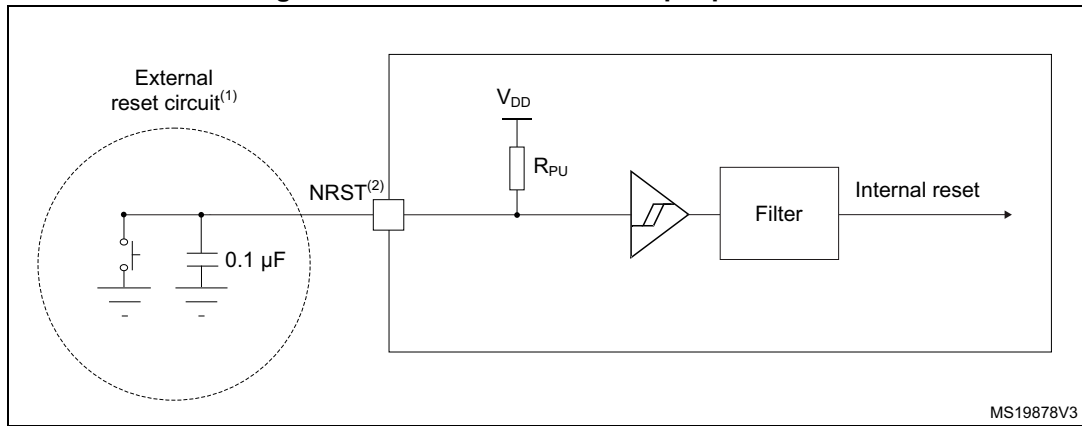 External
reset circuit(1)
VDD
RPU
NRST(2)
Filter
Internal reset
0.1 µF
MS19878V3